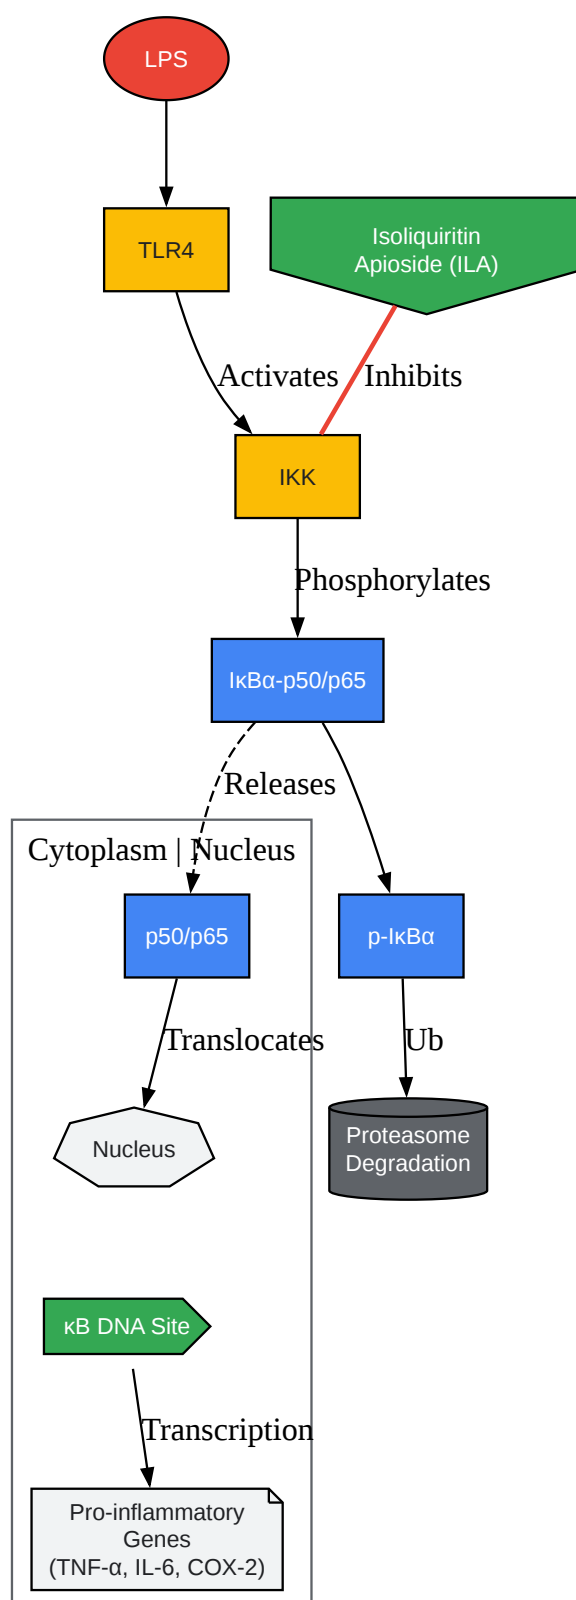 LPS
TLR4
Isoliquiritin
Apioside (ILA)
Activates
Inhibits
IKK
Phosphorylates
IκBα-p50/p65
Releases
Cytoplasm | Nucleus
p50/p65
p-IκBα
Translocates
Ub
Nucleus
Proteasome
Degradation
κB DNA Site
Transcription
Pro-inflammatory
Genes
(TNF-α, IL-6, COX-2)